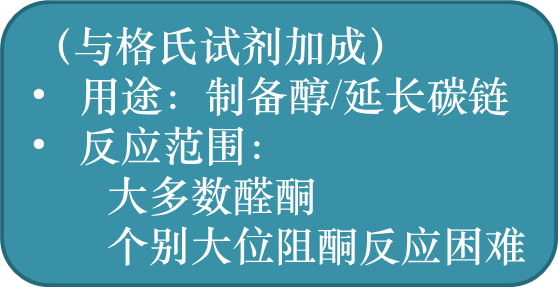 （与格氏试剂加成）
• 用途：制备醇/延长碳链
• 反应范围：
大多数醛酮
个别大位阻酮反应困难